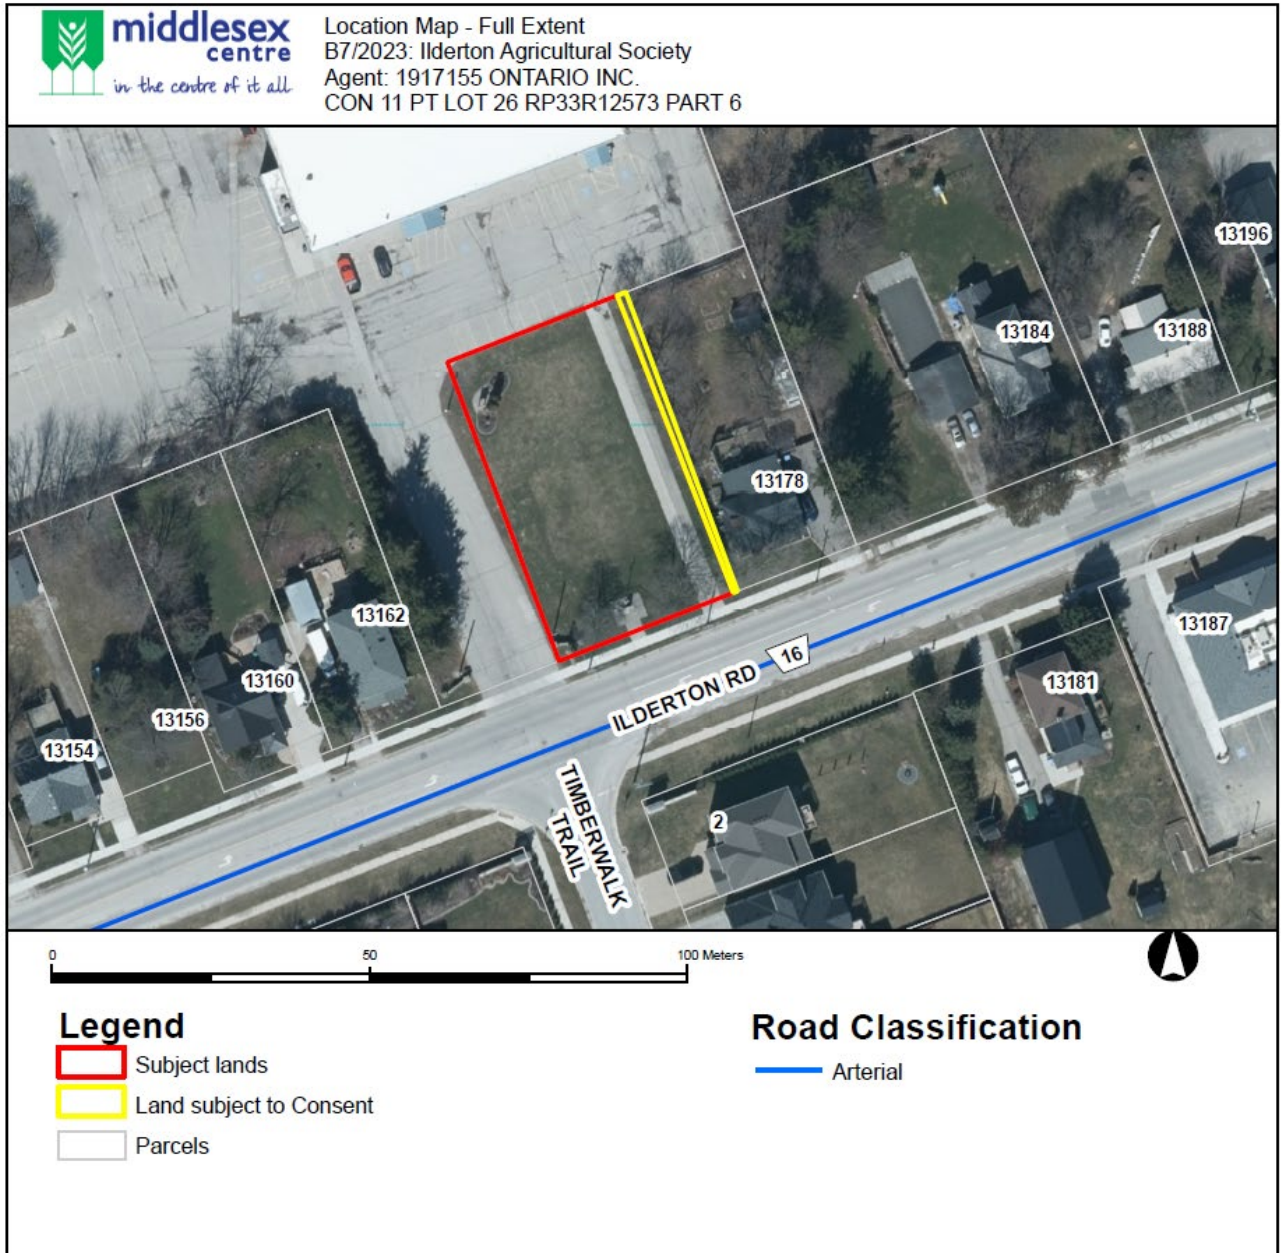 middlesex
centre
in the centre of it all
Location Map - Full Extent
B7/2023: Ilderton Agricultural Society
Agent: 1917155 ONTARIO INC.
CON 11 PT LOT 26 RP33R12573 PART 6
13196
13184
13188
13178
13162
13187
13160
13181
16
ILDERTON RD
13156
13154
TIMBERWALK
TRAIL
2
0 50 100 Meters
Legend
Subject lands
Land subject to Consent
Parcels
Road Classification
Arterial